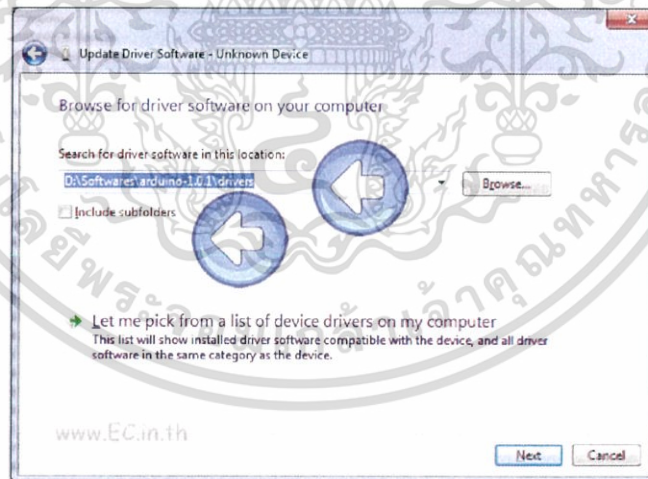 Update Driver Software - Unknown Device
Browse for driver software on your computer
Search for driver software in this location:
D:\Softwares\arduino-1.0.1\drivers
Browse...
Include subfolders
Let me pick from a list of device drivers on my computer
This list will show installed driver software compatible with the device, and all driver
software in the same category as the device.
www.EC.in.th
Next
Cancel